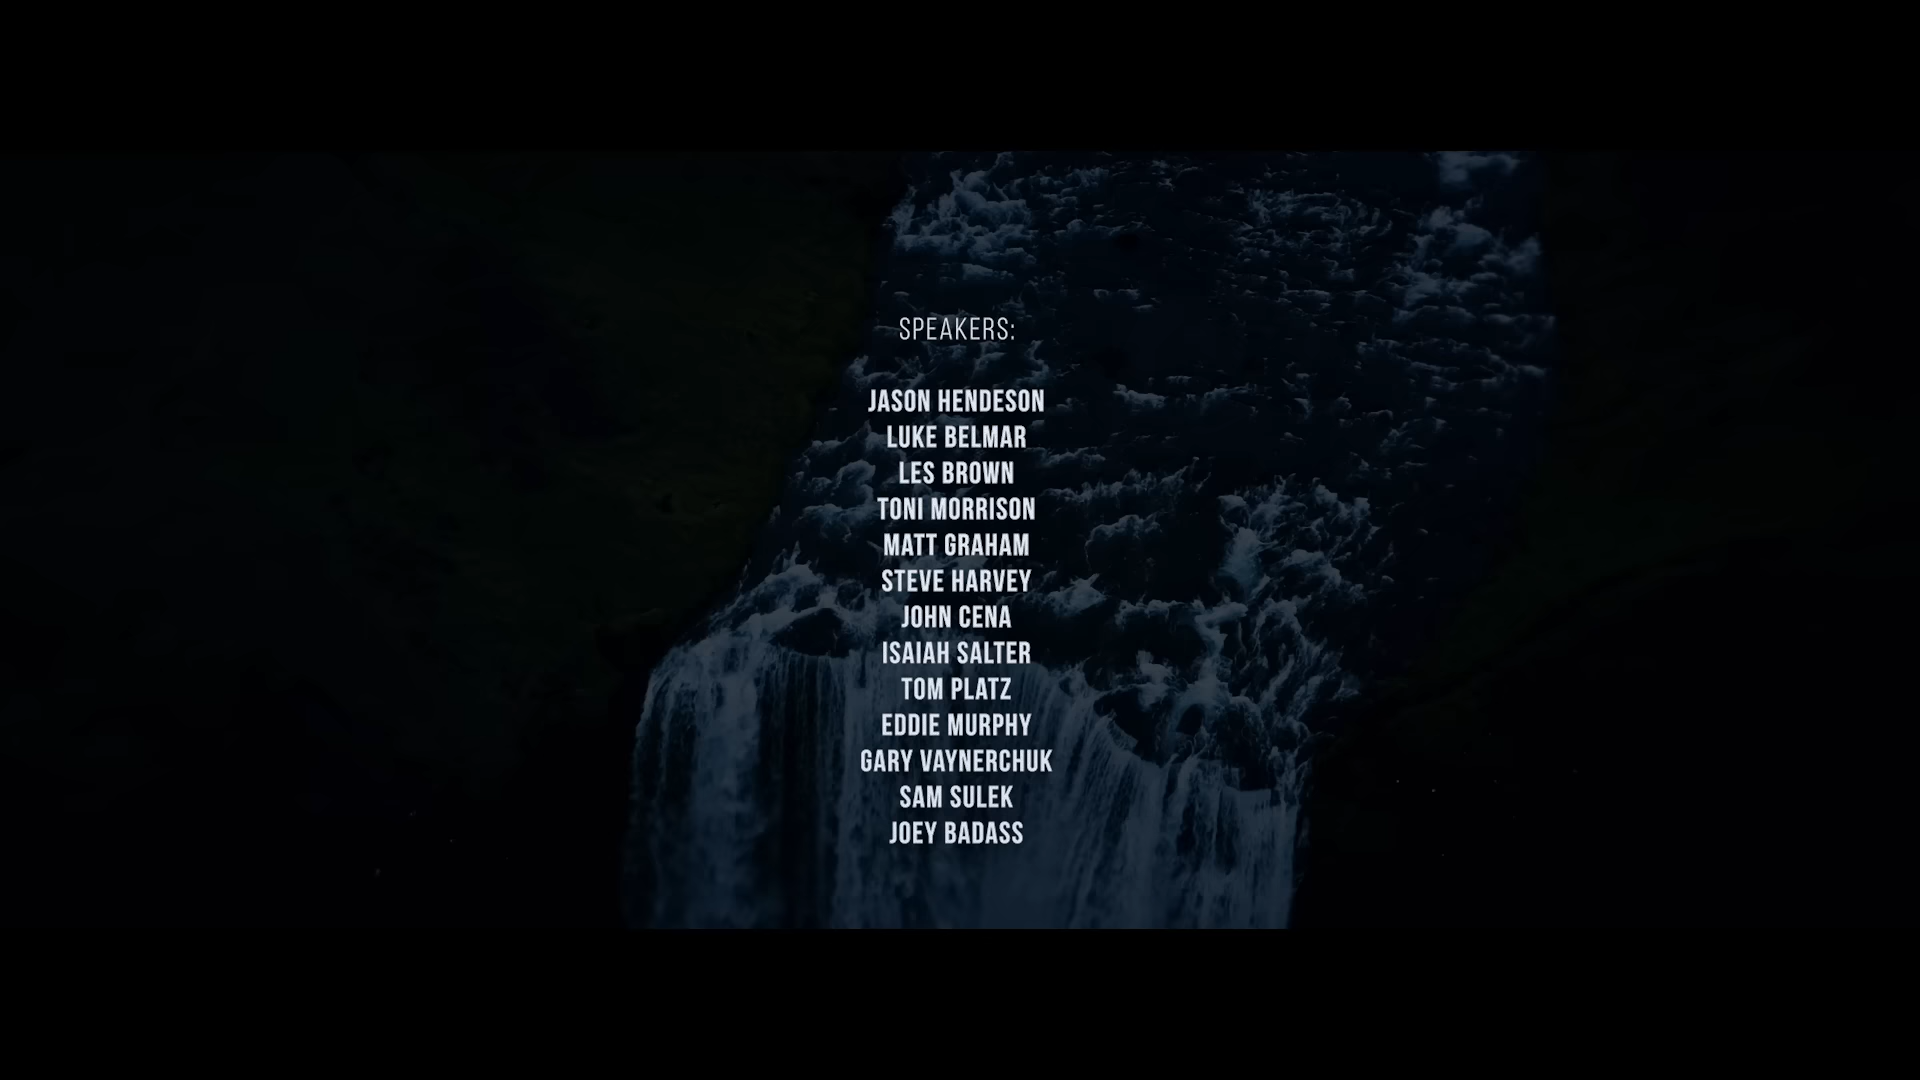 SPEAKERS:
JASON HENDESON
LUKE BELMAR
LES BROWN
TONI MORRISON
MATT GRAHAM
STEVE HARVEY
JOHN CENA
ISAIAH SALTER
TOM PLATZ
EDDIE MURPHY
GARY VAYNERCHUK
SAM SULEK
JOEY BADASS